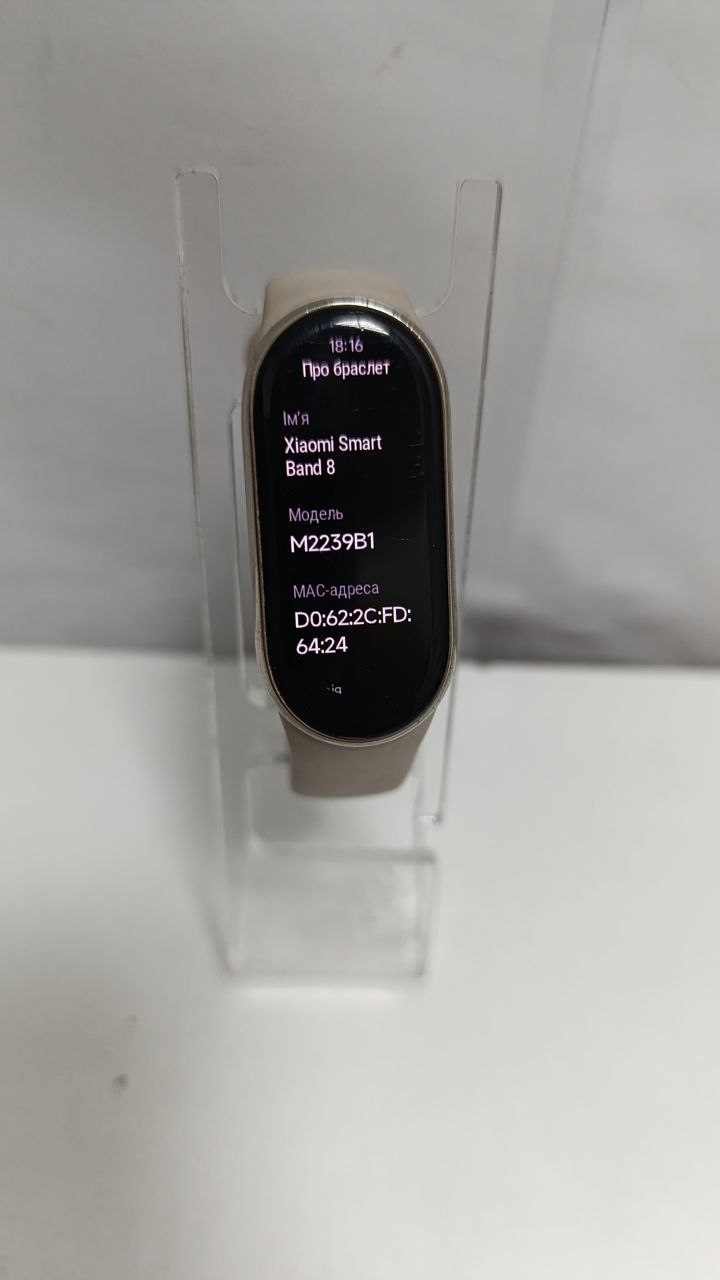 18:16
Про браслет
Ім'я
Xiaomi Smart
Band 8
Модель
M2239B1
MAC-адреса
D0:62:2C:FD:
64:24